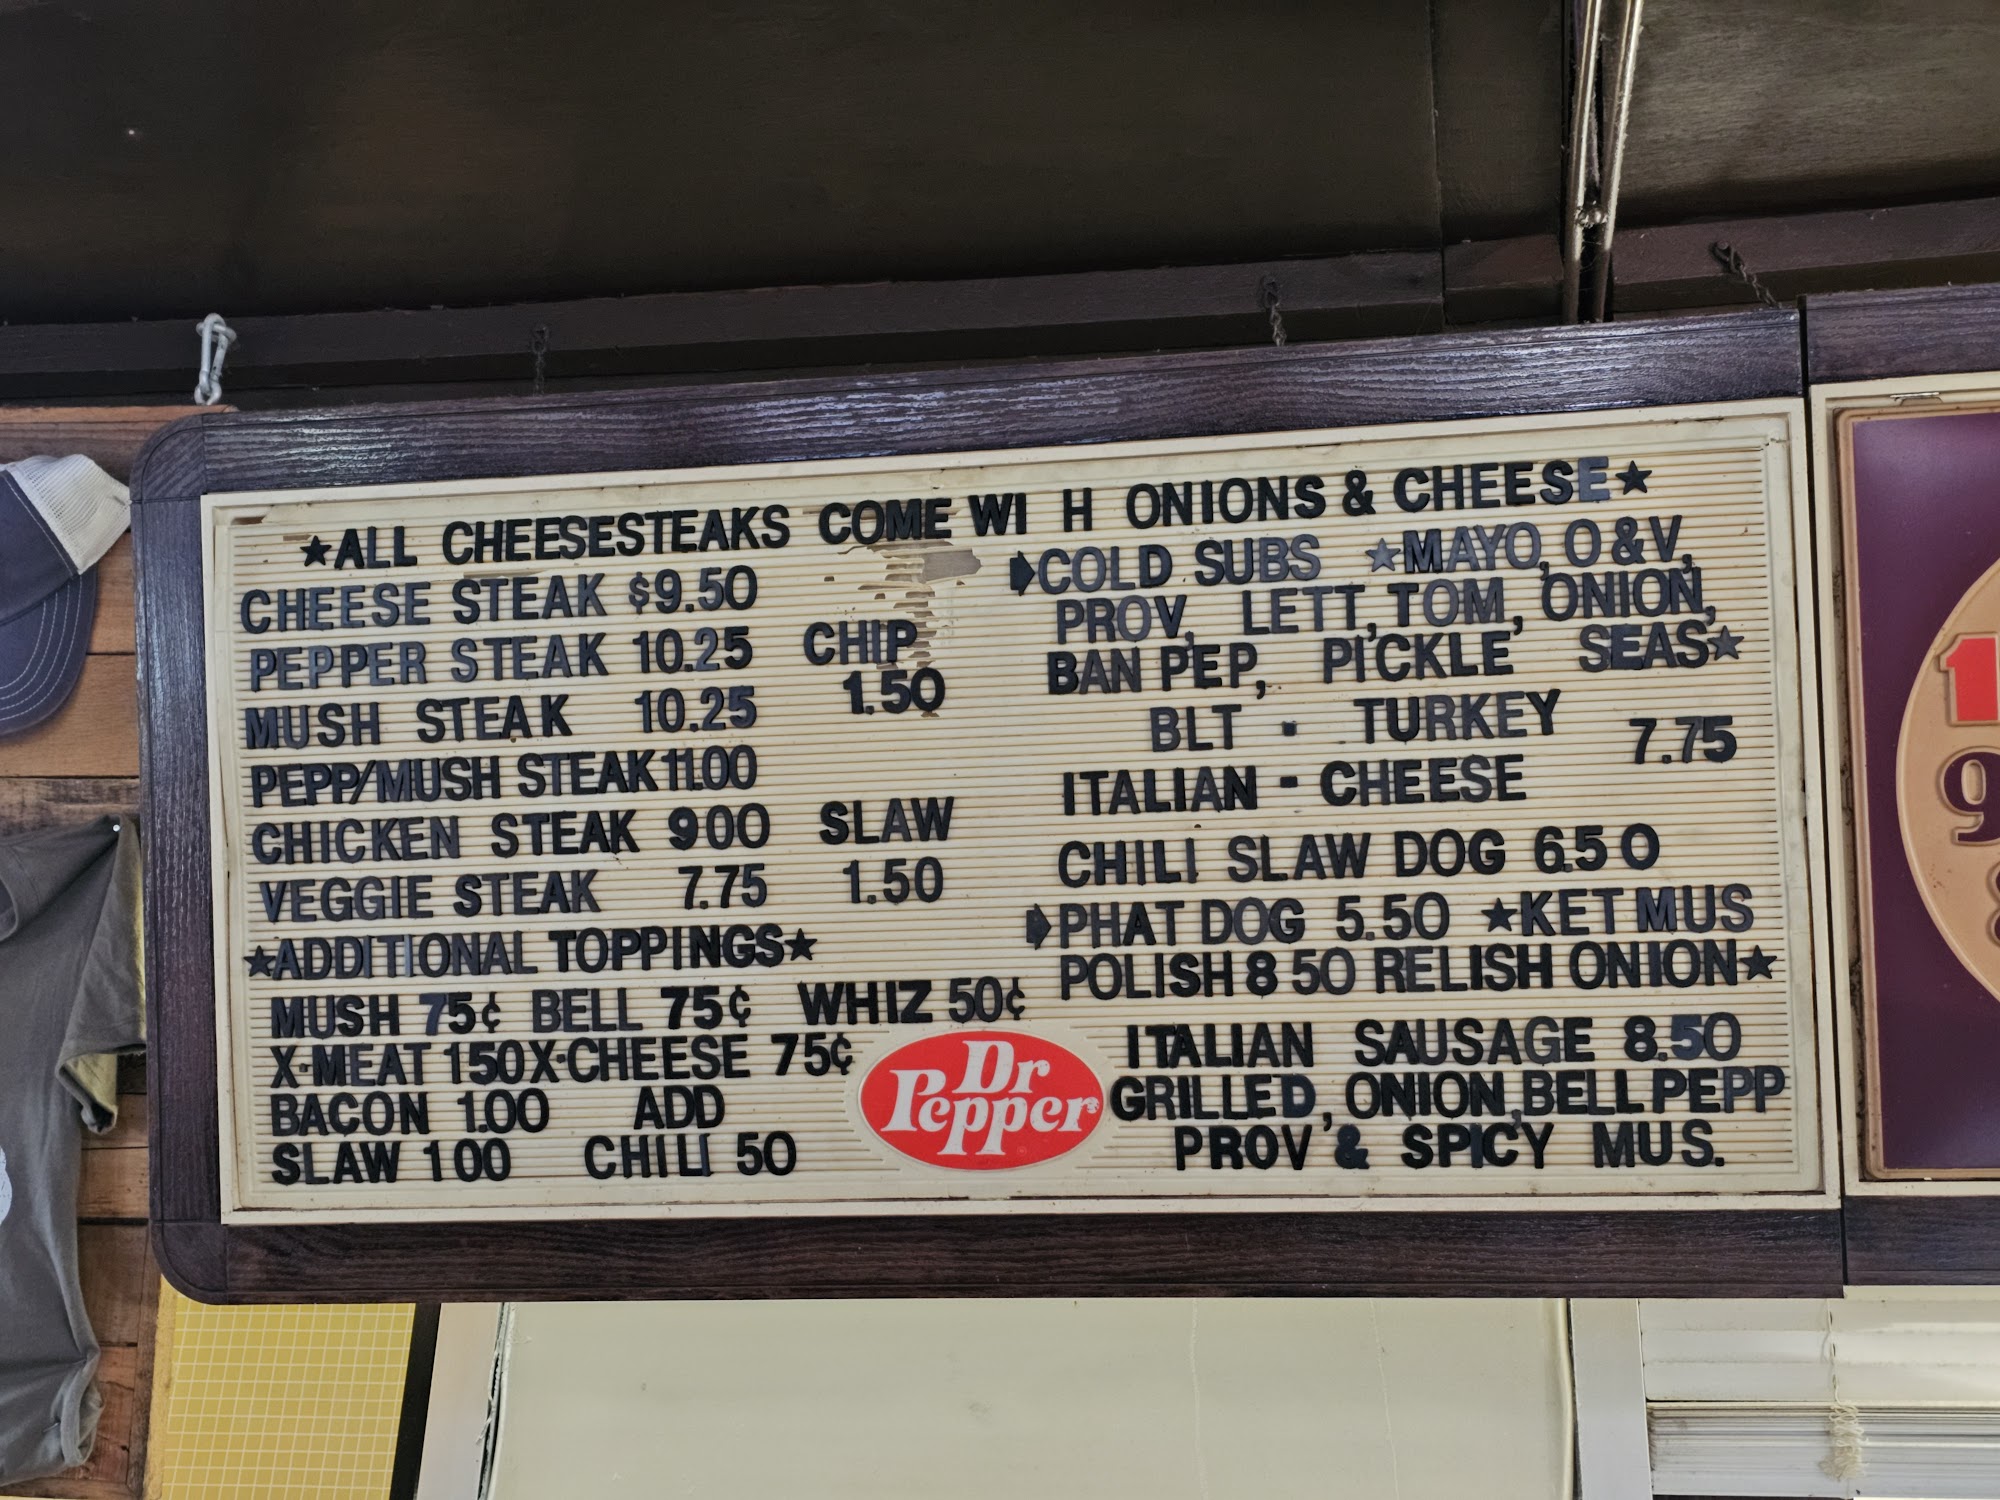 ★ALL CHEESESTEAKS COME WI H ONIONS & CHEESE★
CHEESE STEAK $9.50
PEPPER STEAK 10.25
MUSH STEAK 10.25
PEPP/MUSH STEAK 11.00
CHICKEN STEAK 900
VEGGIE STEAK 7.75
CHIP
1.50
SLAW
1.50
★ADDITIONAL TOPPINGS★
MUSH 75¢ BELL 75¢ WHIZ 50¢
X-MEAT 150 X-CHEESE 75¢
BACON 1.00 ADD
SLAW 100 CHILI 50
COLD SUBS ★MAYO, O & V,
PROV, LETT, TOM, ONION,
BAN PEP, PICKLE SEAS★
BLT - TURKEY
7.75
ITALIAN - CHEESE
CHILI SLAW DOG 6.50
PHAT DOG 5.50 ★KET MUS
POLISH 8 50 RELISH ONION★
ITALIAN SAUSAGE 8.50
GRILLED, ONION, BELL PEPP
PROV & SPICY MUS.
Dr
Pepper
1
9